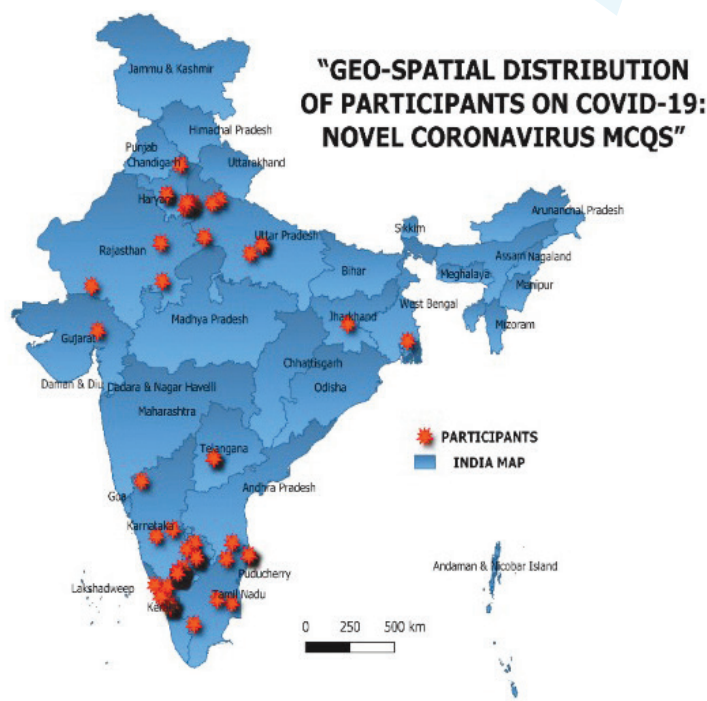 “GEO-SPATIAL DISTRIBUTION
OF PARTICIPANTS ON COVID-19:
NOVEL CORONAVIRUS MCQS”
Jammu & Kashmir
Himachal Pradesh
Punjab
Chandigarh
Uttarakhand
Haryana
Rajasthan
Uttar Pradesh
Sikkim
Arunanchal Pradesh
Assam
Nagaland
Meghalaya
Manipur
Mizoram
Bihar
West Bengal
Jharkhand
Gujarat
Madhya Pradesh
Chhattisgarh
Odisha
Daman & Diu
Dadara & Nagar Havelli
Maharashtra
Telangana
PARTICIPANTS
INDIA MAP
Goa
Andhra Pradesh
Karnataka
Puducherry
Lakshadweep
Tamil Nadu
Andaman & Nicobar Island
0 250 500 km